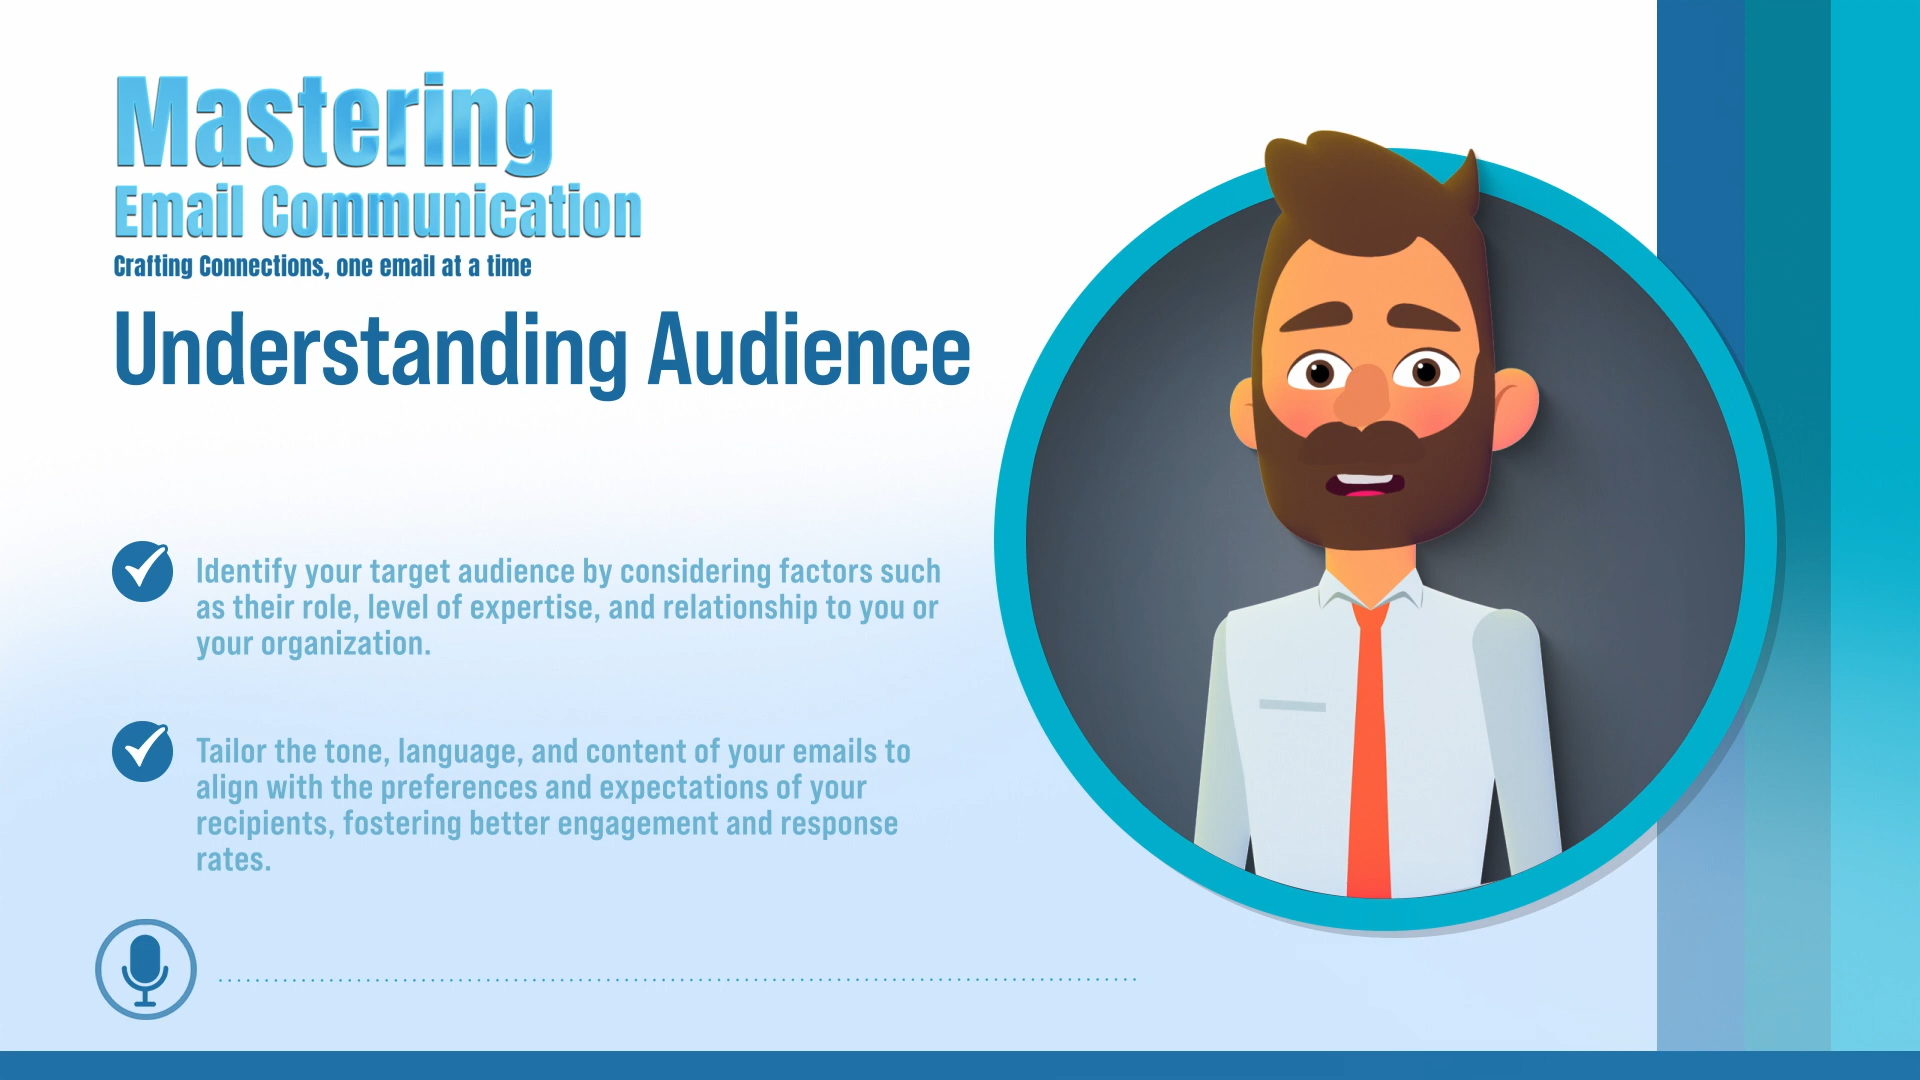 Mastering
Email Communication
Crafting Connections, one email at a time
Understanding Audience
Identify your target audience by considering factors such
as their role, level of expertise, and relationship to you or
your organization.
Tailor the tone, language, and content of your emails to
align with the preferences and expectations of your
recipients, fostering better engagement and response
rates.